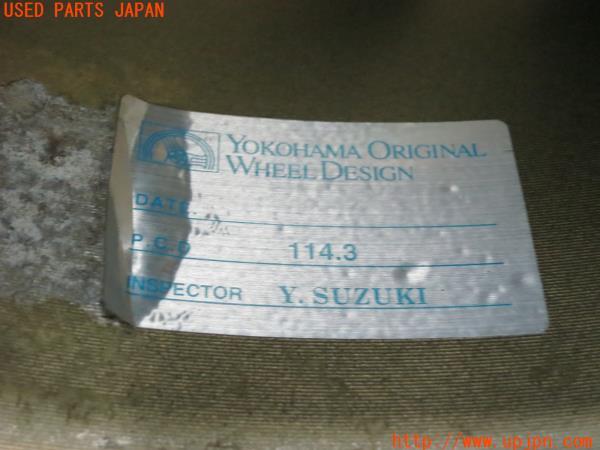 USED PARTS JAPAN
YOKOHAMA ORIGINAL
WHEEL DESIGN
DATE
P.C.D 114.3
INSPECTOR Y. SUZUKI
http://www.upjpn.com